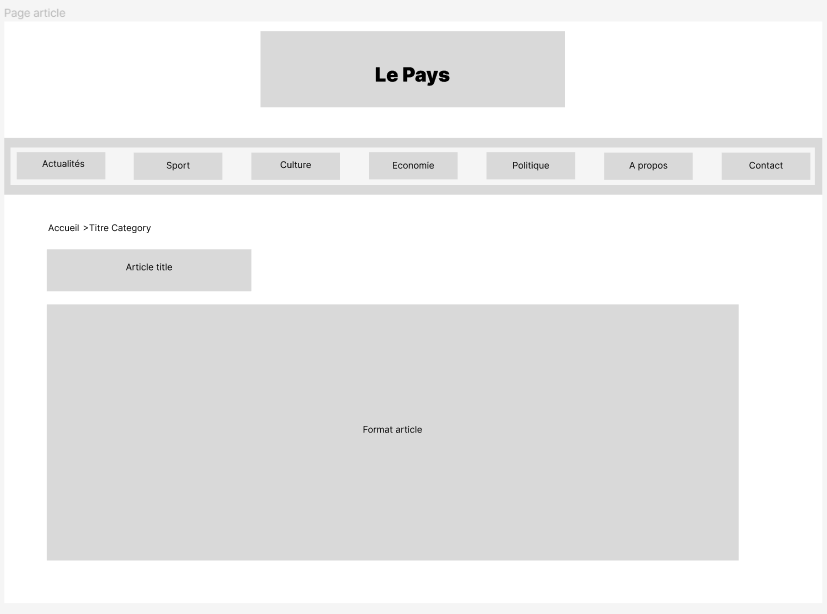 Page article
Le Pays
Actualités
Sport
Culture
Economie
Politique
A propos
Contact
Accueil >Titre Category
Article title
Format article